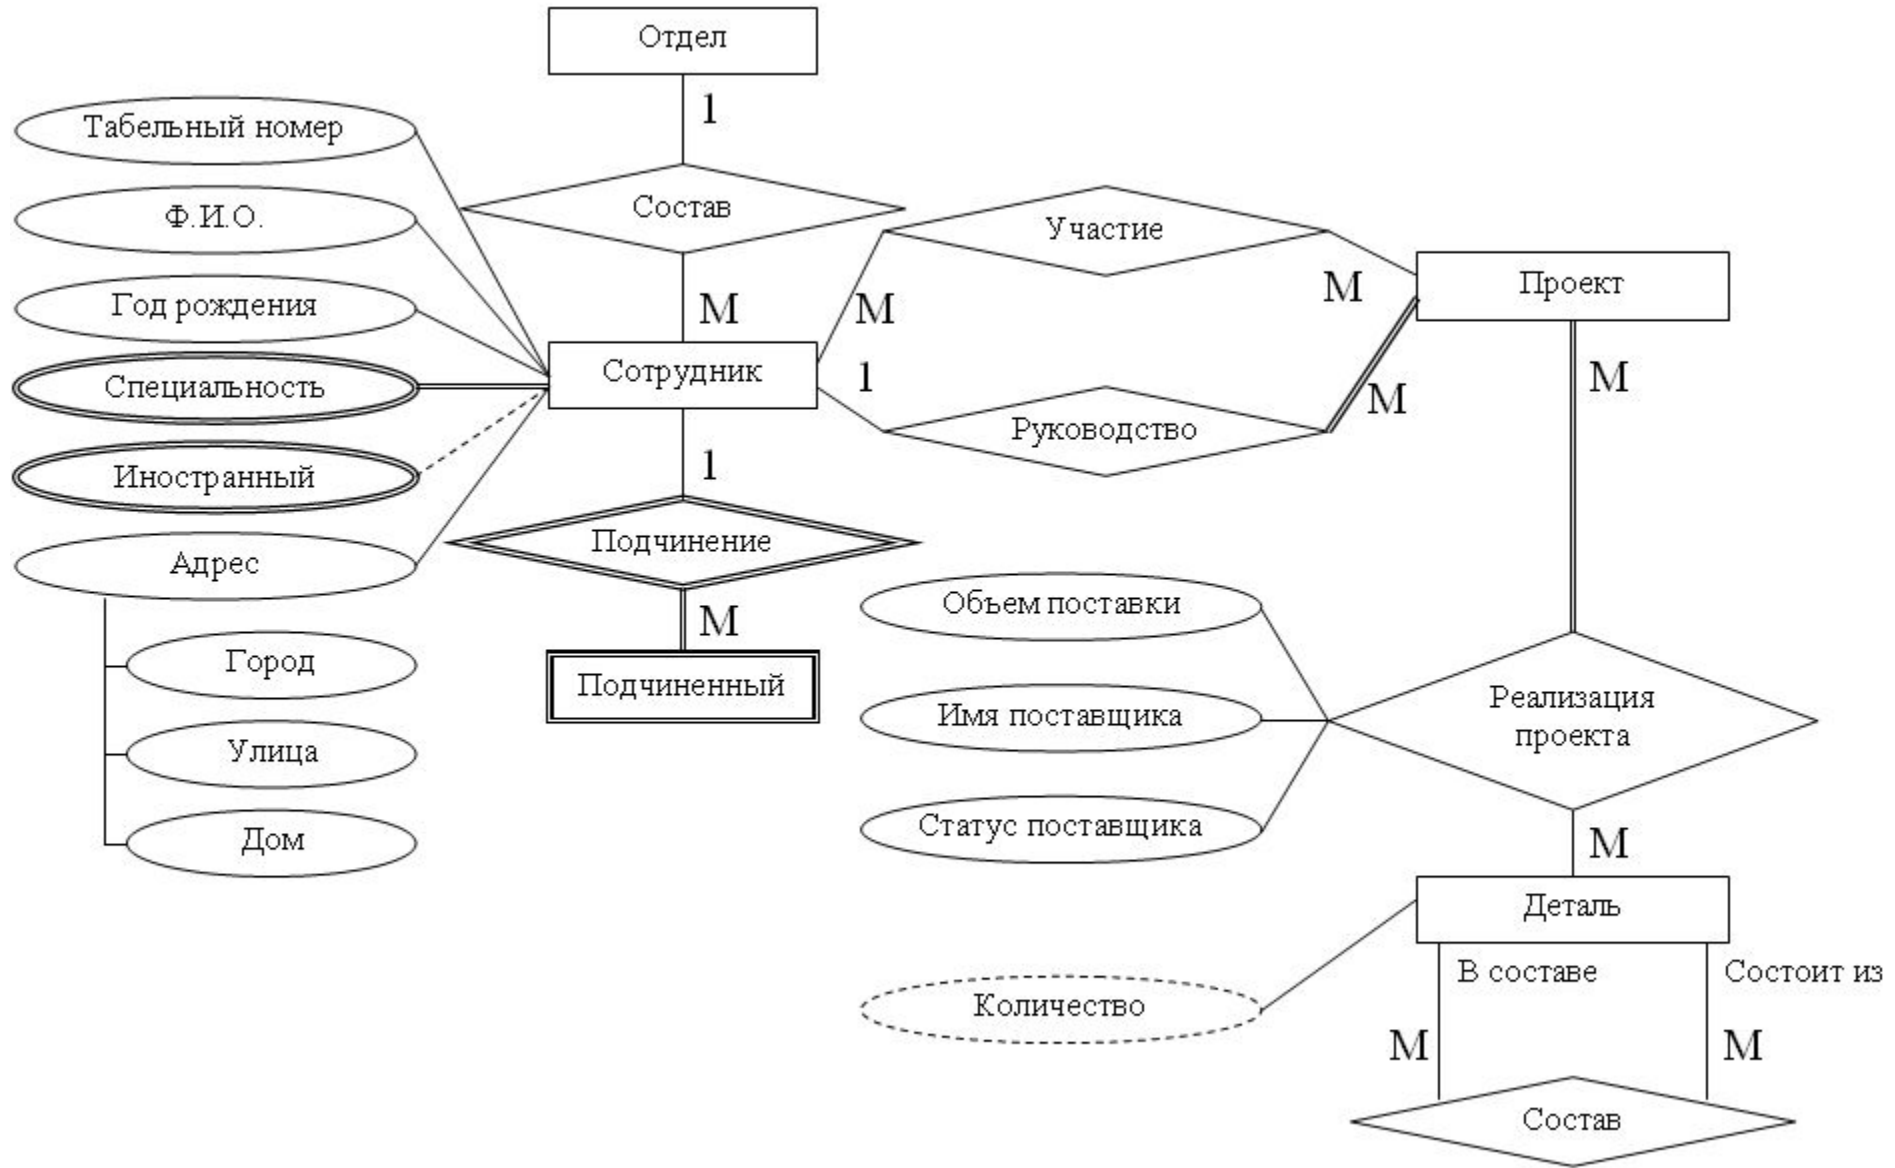 Отдел
1
Табельный номер
Состав
Ф.И.О.
Участие
М
М
М
Проект
Год рождения
Сотрудник
1
М
М
Специальность
Руководство
Иностранный
1
Подчинение
Адрес
М
Объем поставки
Город
Подчиненный
Реализация
проекта
Имя поставщика
Улица
Статус поставщика
Дом
М
Деталь
В составе
Состоит из
Количество
М
М
Состав